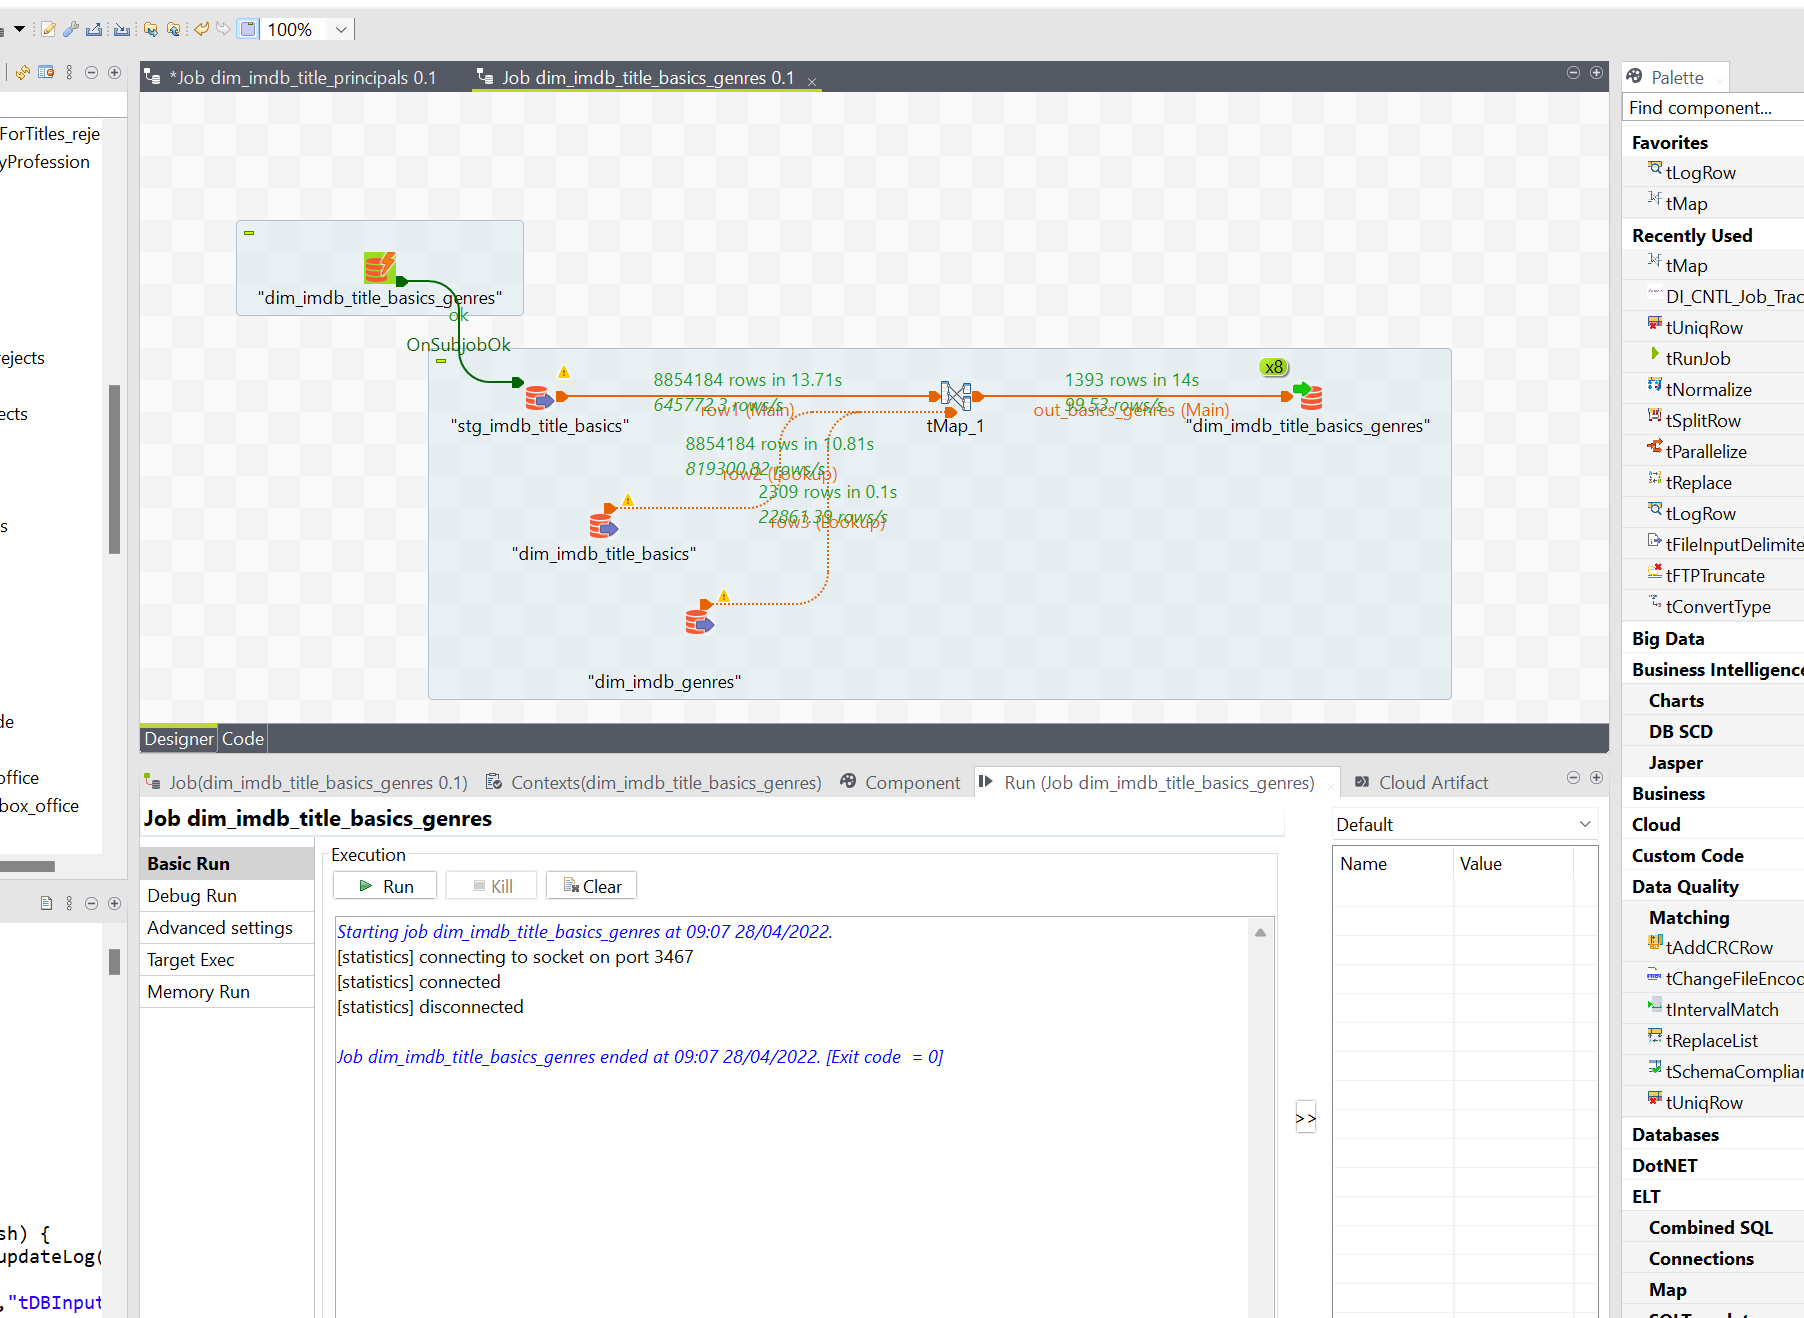 100%
*Job dim_imdb_title_principals 0.1
Job dim_imdb_title_basics_genres 0.1
ForTitles_reje
yProfession
ejects
ects
s
de
office
box_office
sh) {
updateLog(
,"tDBInput
"dim_imdb_title_basics_genres"
ok
OnSubjobOk
8854184 rows in 13.71s
645772.3 rows/s
row1 (Main)
"stg_imdb_title_basics"
8854184 rows in 10.81s
819300.82 rows/s
row2 (Lookup)
2309 rows in 0.1s
22861.39 rows/s
row3 (Lookup)
"dim_imdb_title_basics"
"dim_imdb_genres"
tMap_1
1393 rows in 14s
99.53 rows/s
out_basics_genres (Main)
x8
"dim_imdb_title_basics_genres"
Designer
Code
Job(dim_imdb_title_basics_genres 0.1)
Contexts(dim_imdb_title_basics_genres)
Component
Run (Job dim_imdb_title_basics_genres)
Cloud Artifact
Job dim_imdb_title_basics_genres
Basic Run
Debug Run
Advanced settings
Target Exec
Memory Run
Execution
Run
Kill
Clear
Starting job dim_imdb_title_basics_genres at 09:07 28/04/2022.
[statistics] connecting to socket on port 3467
[statistics] connected
[statistics] disconnected
Job dim_imdb_title_basics_genres ended at 09:07 28/04/2022. [Exit code  = 0]
>>
Default
Name
Value
Palette
Find component...
Favorites
tLogRow
tMap
Recently Used
tMap
DI_CNTL_Job_Trac
tUniqRow
tRunJob
tNormalize
tSplitRow
tParallelize
tReplace
tLogRow
tFileInputDelimite
tFTPTruncate
tConvertType
Big Data
Business Intelligence
Charts
DB SCD
Jasper
Business
Cloud
Custom Code
Data Quality
Matching
tAddCRCRow
tChangeFileEncod
tIntervalMatch
tReplaceList
tSchemaComplian
tUniqRow
Databases
DotNET
ELT
Combined SQL
Connections
Map